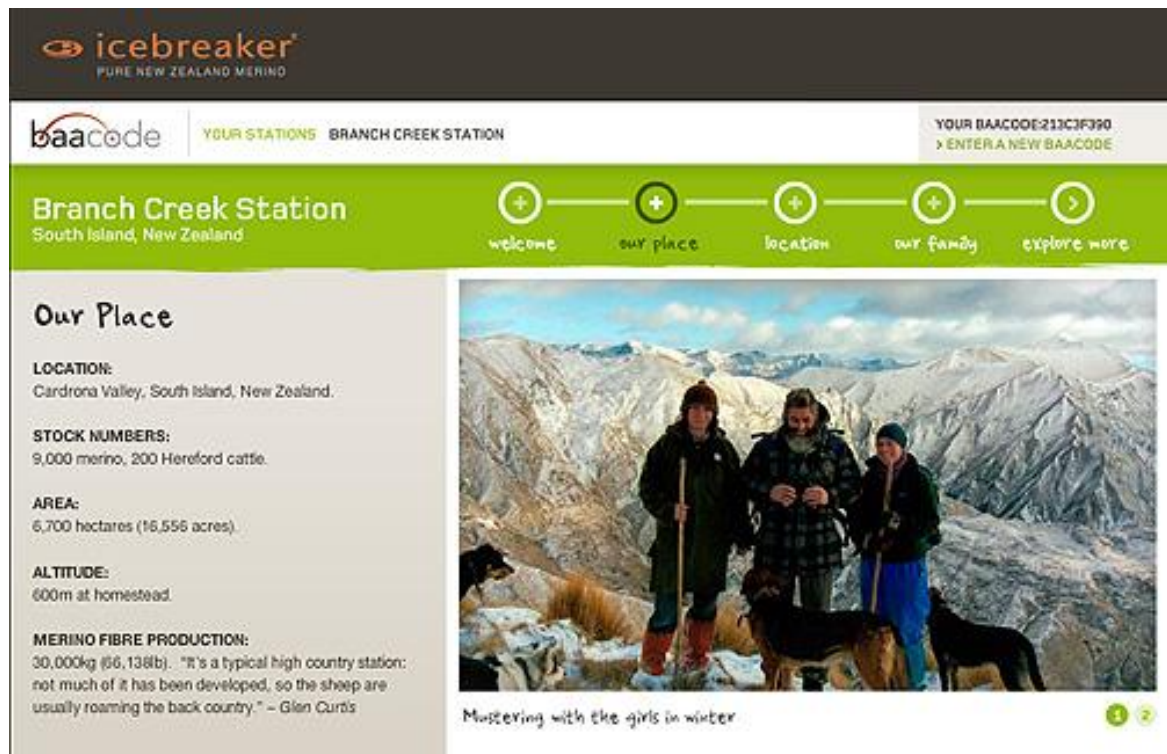 icebreaker®
PURE NEW ZEALAND MERINO
baacode
YOUR STATIONS BRANCH CREEK STATION
YOUR BAACODE:213C3F390
> ENTER A NEW BAACODE
Branch Creek Station
South Island, New Zealand
welcome
our place
location
our family
explore more
Our Place
LOCATION:
Cardrona Valley, South Island, New Zealand.
STOCK NUMBERS:
9,000 merino, 200 Hereford cattle.
AREA:
6,700 hectares (16,556 acres).
ALTITUDE:
600m at homestead.
MERINO FIBRE PRODUCTION:
30,000kg (66,138lb). "It's a typical high country station:
not much of it has been developed, so the sheep are
usually roaming the back country." – Glen Curtis
Mustering with the girls in winter
1 2